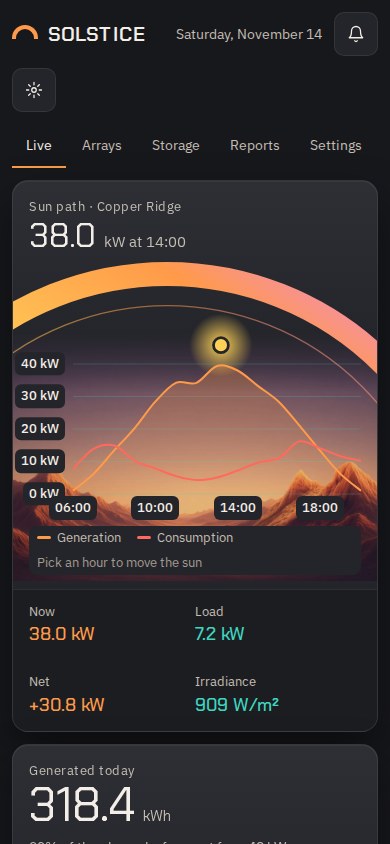 SOLSTICE
Saturday, November 14
Live Arrays Storage Reports Settings
Sun path · Copper Ridge
38.0 kW at 14:00
40 kW
30 kW
20 kW
10 kW
0 kW
06:00 10:00 14:00 18:00
Generation Consumption
Pick an hour to move the sun
Now Load
38.0 kW 7.2 kW
Net Irradiance
+30.8 kW 909 W/m²
Generated today
318.4 kWh